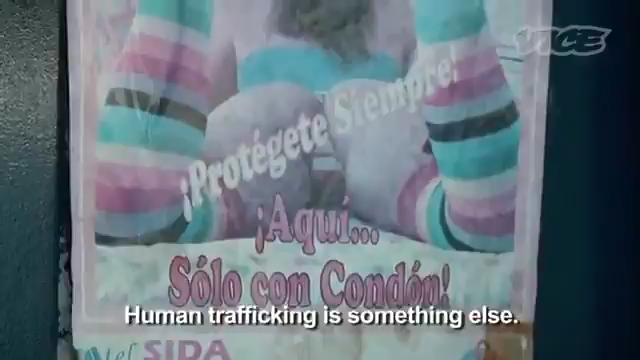 VICE
¡Protégete Siempre!
¡Aquí...
Sólo con Condón!
Human trafficking is something else.
SIDA